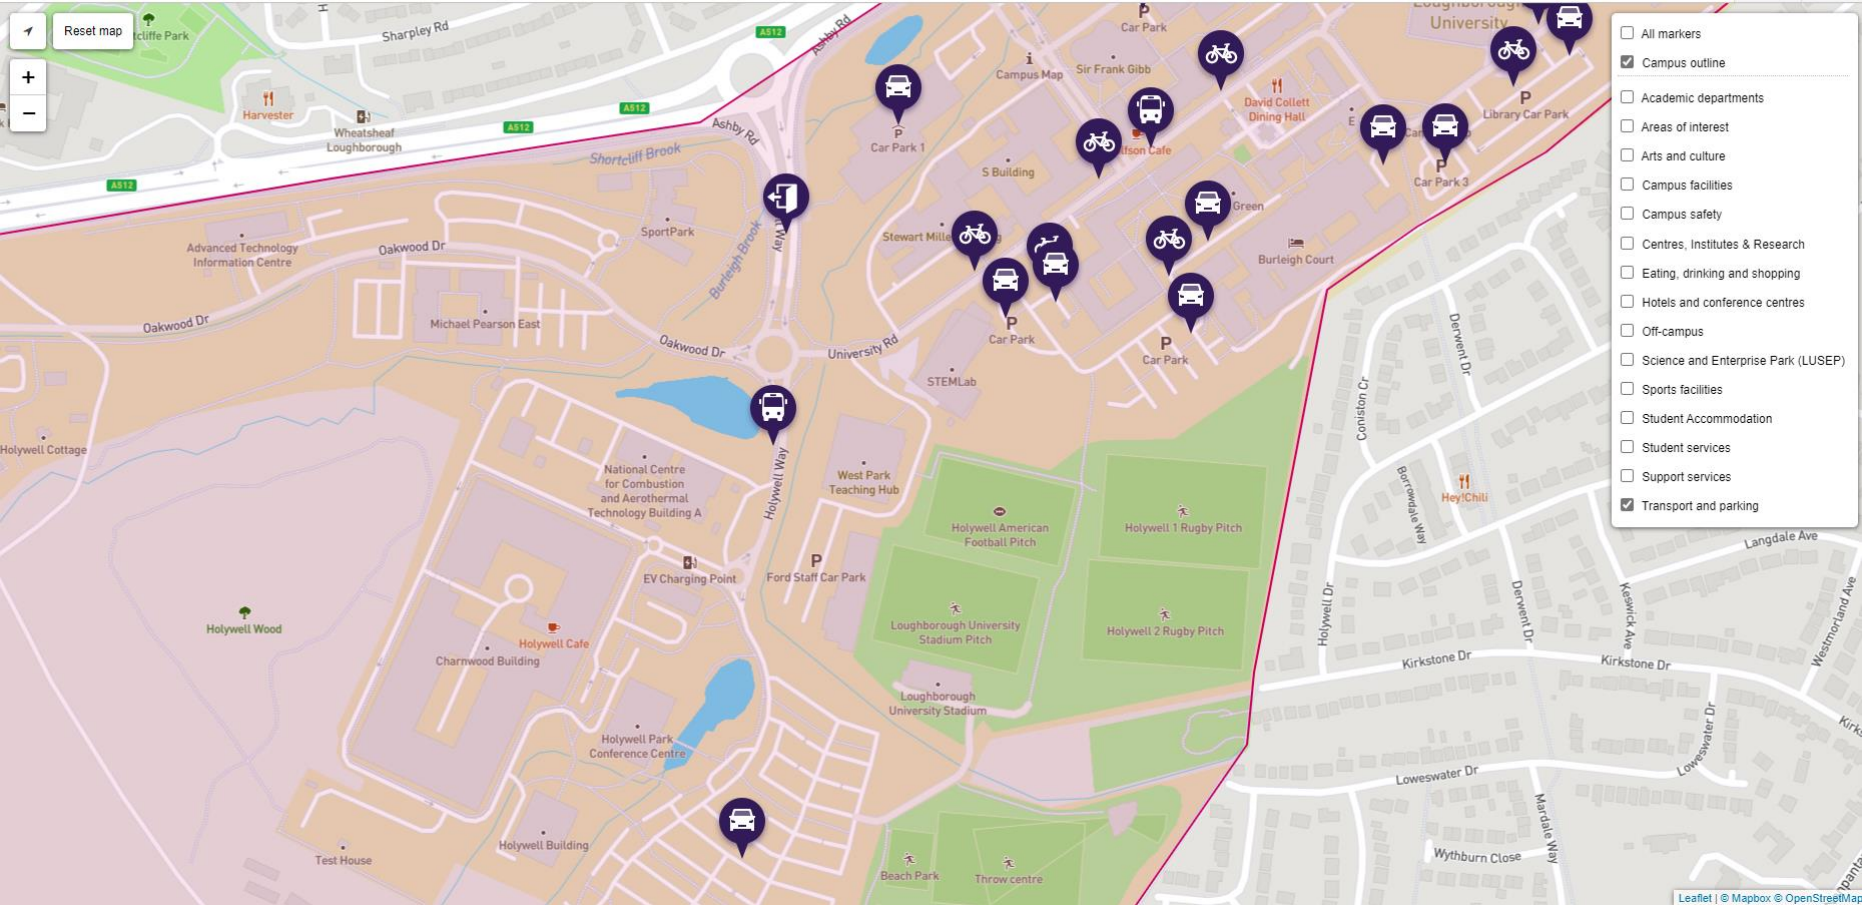 Reset map
+
−
Sharpley Rd
H
Ashby Rd
A512
A512
A512
A512
Harvester
Wheatsheaf
Loughborough
Shortcliff Brook
Ashby Rd
P
Car Park 1
Campus Map
P
Car Park
Sir Frank Gibb
David Collett
Dining Hall
Loughborough
University
P
Library Car Park
E
P
Car Park 3
S Building
Green
Burleigh Court
SportPark
Burleigh Brook
Advanced Technology
Information Centre
Oakwood Dr
Oakwood Dr
Michael Pearson East
Oakwood Dr
University Rd
P
Car Park
P
Car Park
STEMLab
Holywell Cottage
National Centre
for Combustion
and Aerothermal
Technology Building A
Holywell Way
West Park
Teaching Hub
Holywell American
Football Pitch
Holywell 1 Rugby Pitch
EV Charging Point
P
Ford Staff Car Park
Loughborough University
Stadium Pitch
Holywell 2 Rugby Pitch
Holywell Wood
Holywell Cafe
Charnwood Building
Loughborough
University Stadium
Holywell Park
Conference Centre
Test House
Holywell Building
Beach Park
Throw centre
Coniston Cr
Derwent Dr
Borrowdale Way
Hey!Chili
Holywell Dr
Derwent Dr
Keswick Ave
Langdale Ave
Westmorland Ave
Kirkstone Dr
Kirkstone Dr
Loweswater Dr
Loweswater Dr
Mardale Way
Wythburn Close
All markers
Campus outline
Academic departments
Areas of interest
Arts and culture
Campus facilities
Campus safety
Centres, Institutes & Research
Eating, drinking and shopping
Hotels and conference centres
Off-campus
Science and Enterprise Park (LUSEP)
Sports facilities
Student Accommodation
Student services
Support services
Transport and parking
Leaflet | © Mapbox © OpenStreetMap